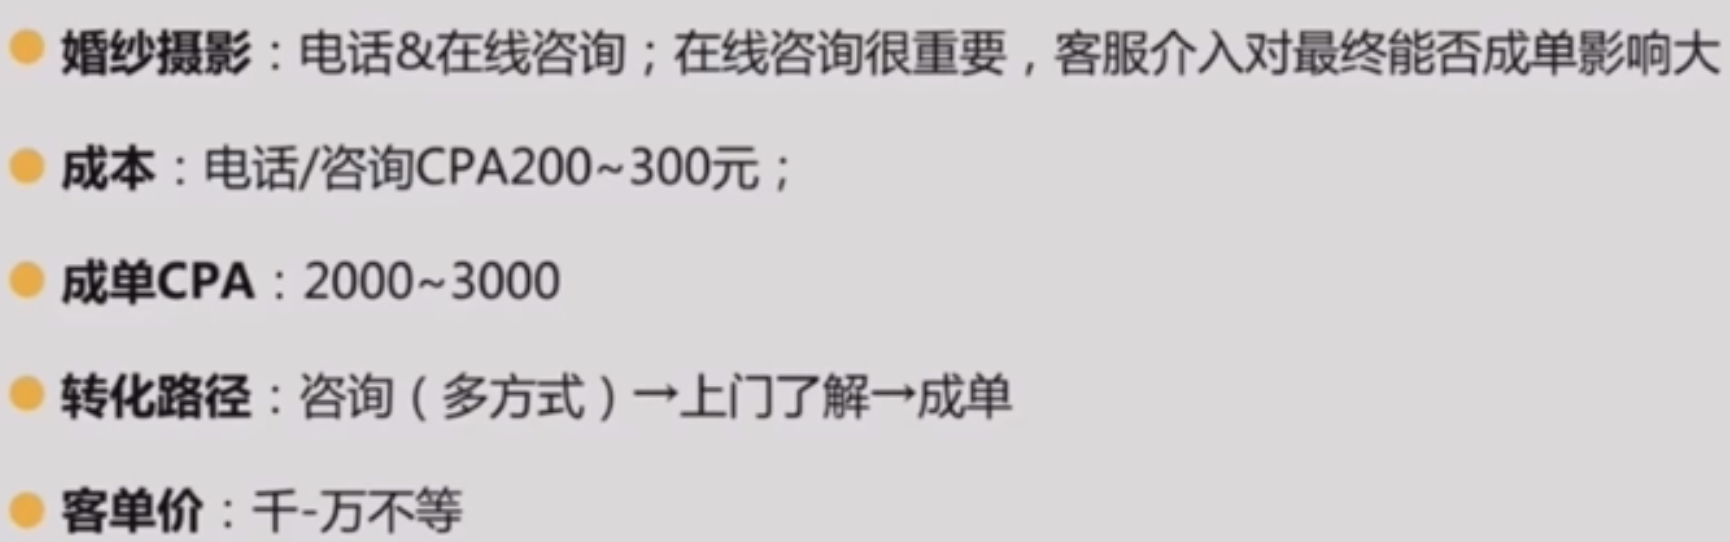 婚纱摄影：电话&在线咨询；在线咨询很重要，客服介入对最终能否成单影响大
成本：电话/咨询CPA200~300元；
成单CPA：2000~3000
转化路径：咨询（多方式）→上门了解→成单
客单价：千-万不等